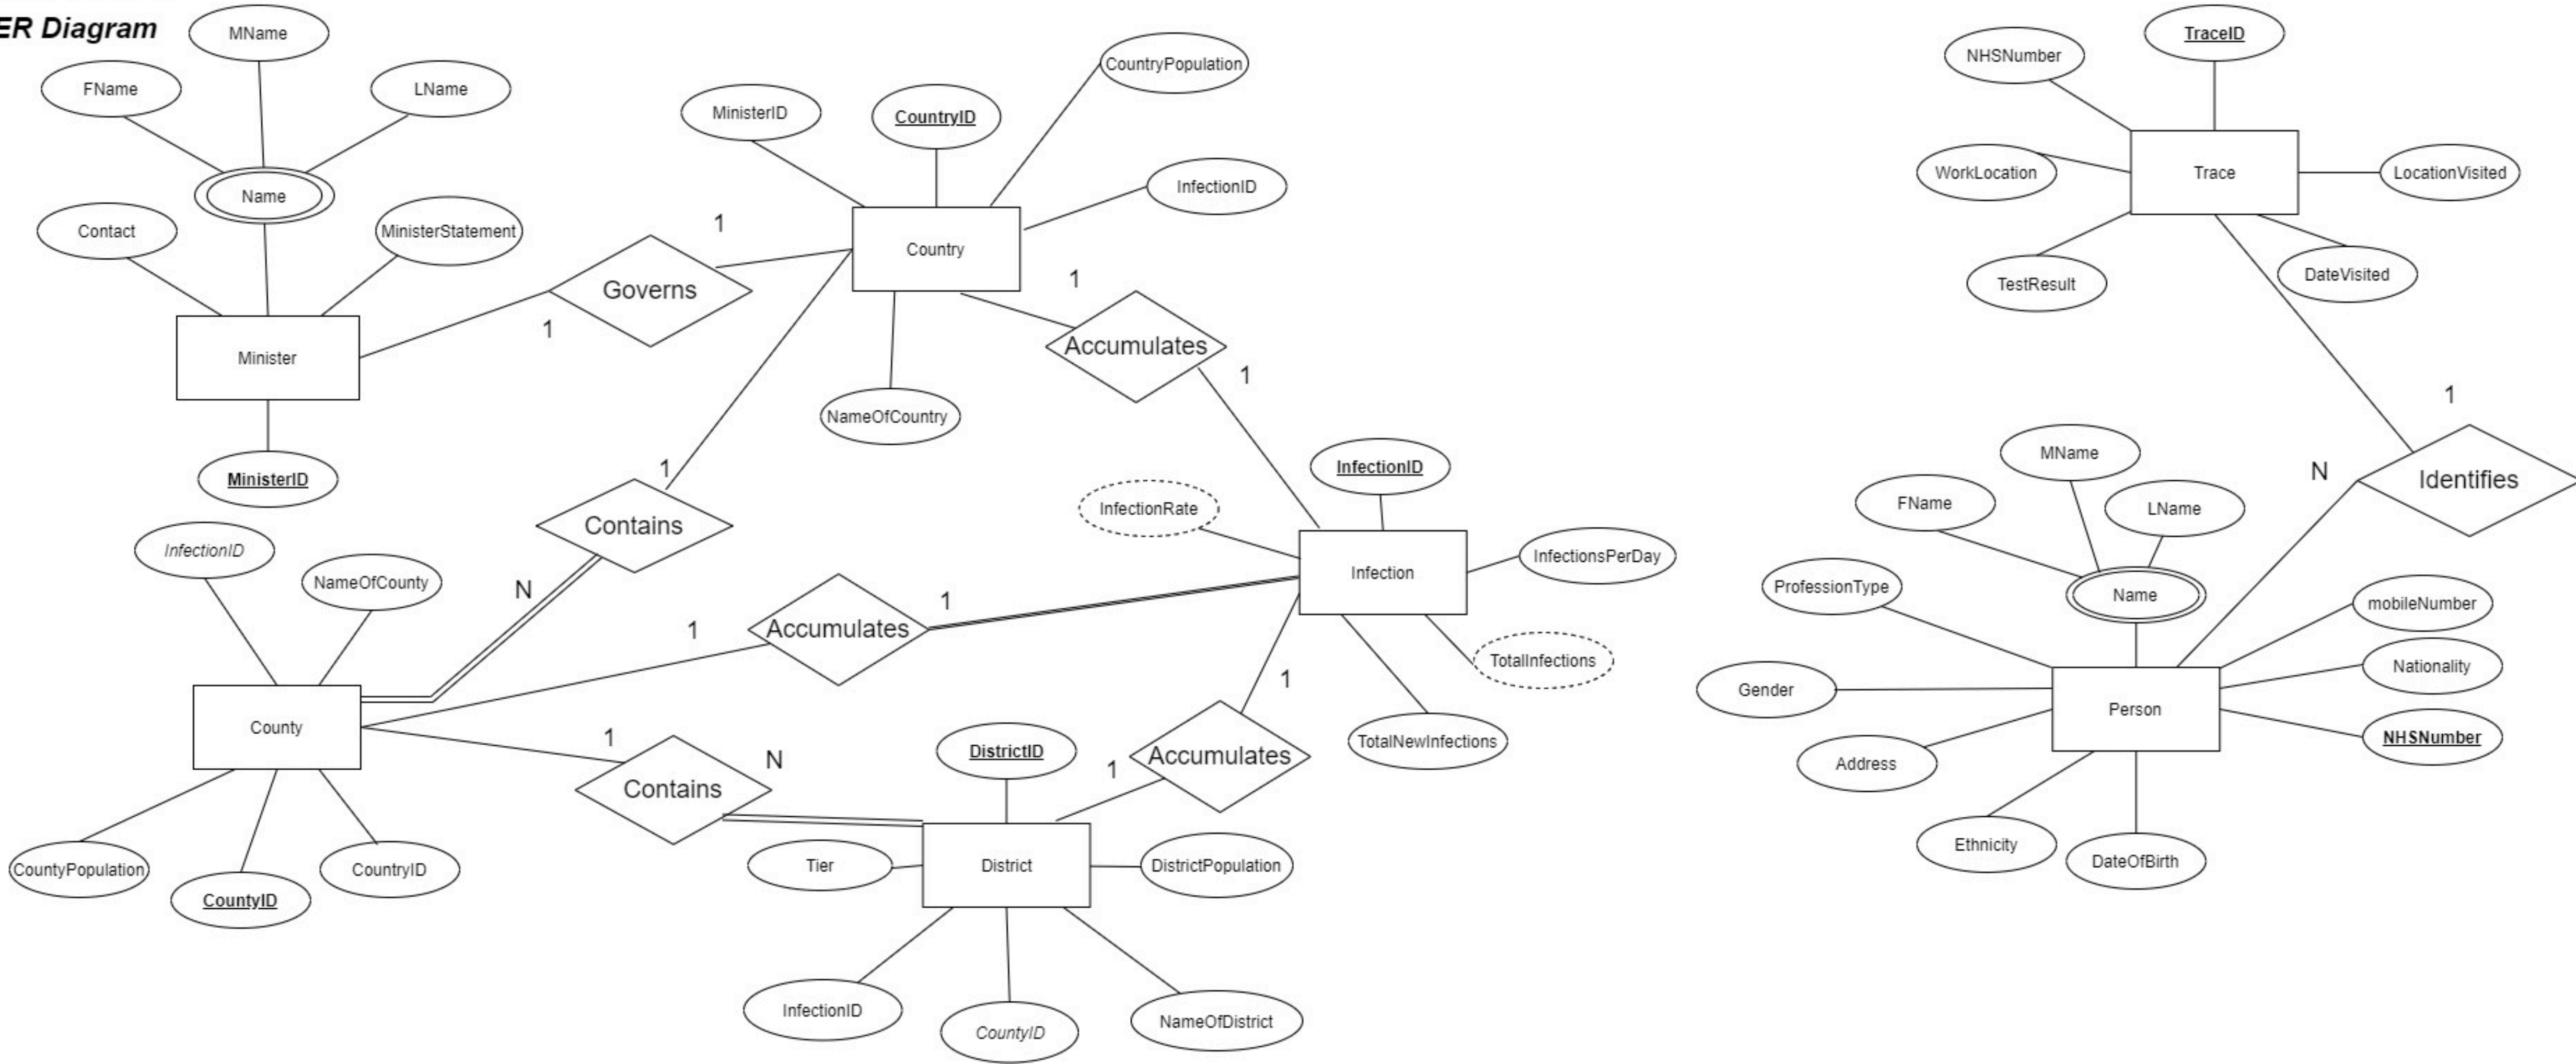 ER Diagram
MName
FName
LName
Name
Contact
MinisterStatement
Minister
MinisterID
1
Governs
1
MinisterID
CountryID
CountryPopulation
InfectionID
Country
NameOfCountry
1
Accumulates
1
1
Contains
N
InfectionID
NameOfCounty
County
CountyPopulation
CountyID
CountryID
1
Accumulates
1
1
Contains
N
InfectionID
InfectionRate
Infection
InfectionsPerDay
TotalInfections
TotalNewInfections
1
Accumulates
1
DistrictID
Tier
District
DistrictPopulation
InfectionID
CountyID
NameOfDistrict
TraceID
NHSNumber
WorkLocation
Trace
LocationVisited
TestResult
DateVisited
1
Identifies
N
MName
FName
LName
Name
ProfessionType
mobileNumber
Gender
Nationality
Person
NHSNumber
Address
Ethnicity
DateOfBirth